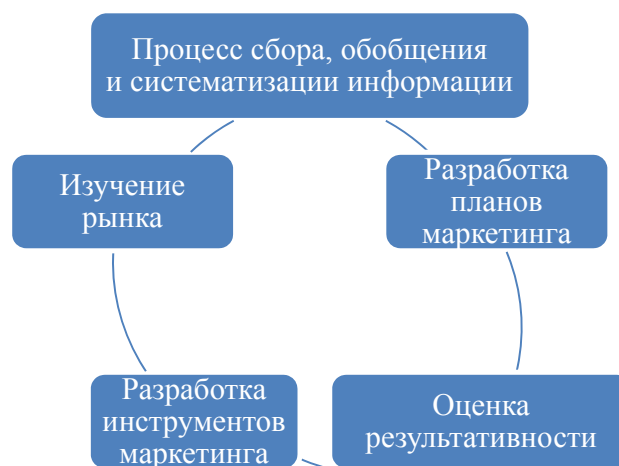 Процесс сбора, обобщения
и систематизации информации
Изучение
рынка
Разработка
планов
маркетинга
Разработка
инструментов
маркетинга
Оценка
результативности